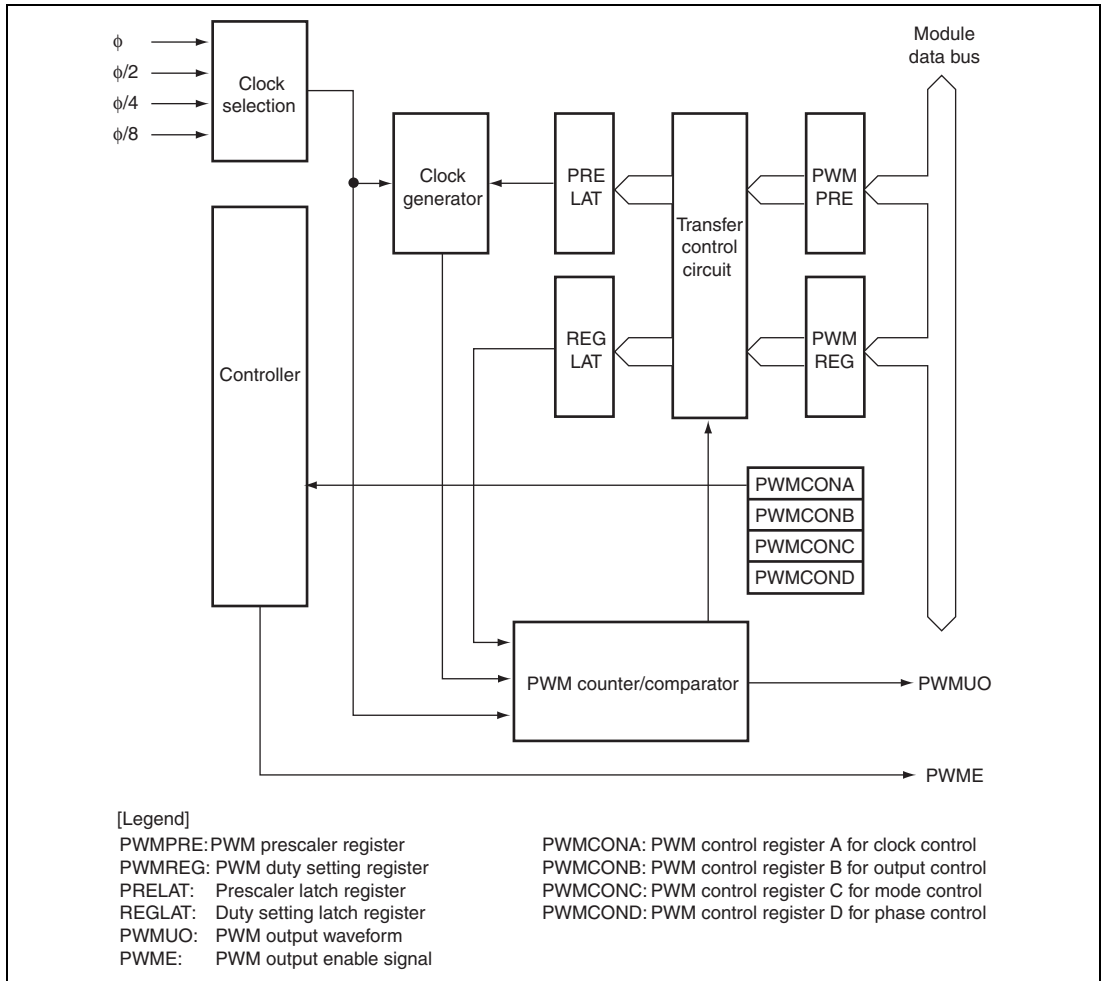 ϕ
ϕ/2
ϕ/4
ϕ/8
Clock
selection
Module
data bus
Clock
generator
PRE
LAT
Transfer
control
circuit
PWM
PRE
REG
LAT
PWM
REG
Controller
PWMCONA
PWMCONB
PWMCONC
PWMCOND
PWM counter/comparator
PWMUO
PWME
[Legend]
PWMPRE: PWM prescaler register
PWMREG: PWM duty setting register
PRELAT: Prescaler latch register
REGLAT: Duty setting latch register
PWMUO: PWM output waveform
PWME: PWM output enable signal
PWMCONA: PWM control register A for clock control
PWMCONB: PWM control register B for output control
PWMCONC: PWM control register C for mode control
PWMCOND: PWM control register D for phase control